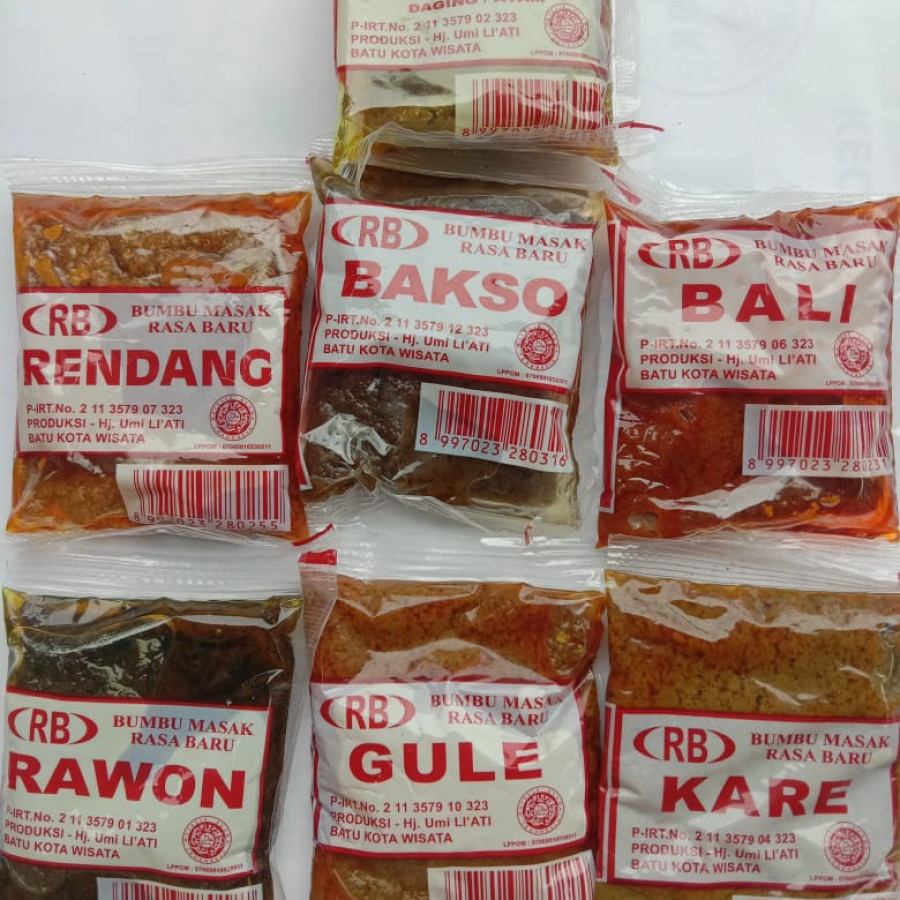 DAGING / AYAM
P-IRT.No. 2 11 3579 02 323
PRODUKSI - Hj. Umi LI'ATI
BATU KOTA WISATA
RB BUMBU MASAK
RASA BARU
RENDANG
P-IRT.No. 2 11 3579 07 323
PRODUKSI - Hj. Umi LI'ATI
BATU KOTA WISATA
8 997023 280255
RB BUMBU MASAK
RASA BARU
BAKSO
P-IRT.No. 2 11 3579 12 323
PRODUKSI - Hj. Umi LI'ATI
BATU KOTA WISATA
8 997023 280316
RB BUMBU MASAK
RASA BARU
BALI
P-IRT.No. 2 11 3579 06 323
PRODUKSI - Hj. Umi LI'ATI
BATU KOTA WISATA
8 997023
RB BUMBU MASAK
RASA BARU
RAWON
P-IRT.No. 2 11 3579 01 323
PRODUKSI - Hj. Umi LI'ATI
BATU KOTA WISATA
RB BUMBU MASAK
RASA BARU
GULE
P-IRT.No. 2 11 3579 10 323
PRODUKSI - Hj. Umi LI'ATI
BATU KOTA WISATA
RB BUMBU MASAK
RASA BARU
KARE
P-IRT.No. 2 11 3579 04 323
PRODUKSI - Hj. Umi LI'ATI
BATU KOTA WISATA